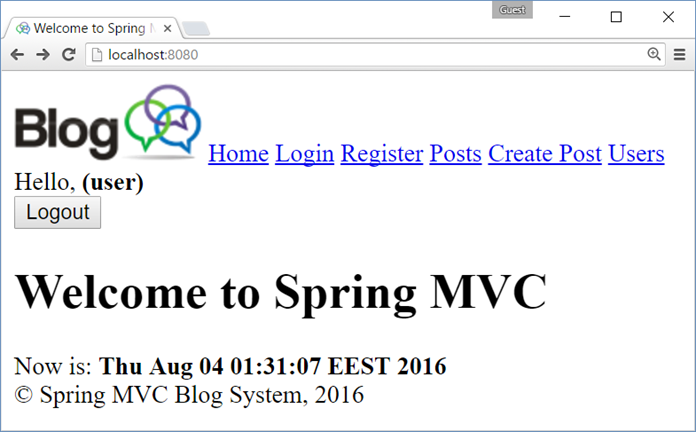 Guest
Welcome to Spring M
localhost:8080
Blog Home Login Register Posts Create Post Users
Hello, (user)
Logout
Welcome to Spring MVC
Now is: Thu Aug 04 01:31:07 EEST 2016
© Spring MVC Blog System, 2016